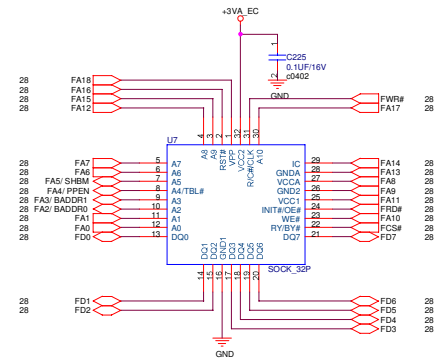 +3VA_EC
1
C225
0.1UF/16V
2
c0402
GND
28 FA18
28 FA16
28 FA15
28 FA12
FWR# 28
FA17 28
4 3 2 1 32 31 30
U7
A8 A9 RST# VPP VCC2 R/C#/CLK A10
28 FA7 5 A7 IC 29 FA14 28
28 FA6 6 A6 GNDA 28 FA13 28
28 FA5/ SHBM 7 A5 VCCA 27 FA8 28
28 FA4/ PPEN 8 A4/TBL# GND2 26 FA9 28
28 FA3/ BADDR1 9 A3 VCC1 25 FA11 28
28 FA2/ BADDR0 10 A2 INIT#/OE# 24 FRD# 28
28 FA1 11 A1 WE# 23 FA10 28
28 FA0 12 A0 RY/BY# 22 FCS# 28
28 FD0 13 DQ0 DQ7 21 FD7 28
DQ1 DQ2 GND1 DQ3 DQ4 DQ5 DQ6
SOCK_32P
14 15 16 17 18 19 20
28 FD1
28 FD2
FD6 28
FD5 28
FD4 28
FD3 28
GND